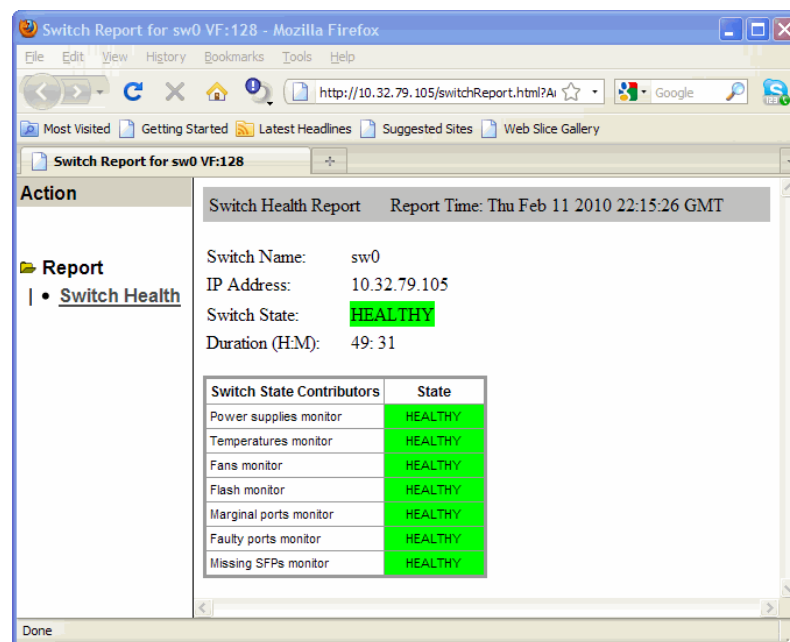 Switch Report for sw0 VF:128 - Mozilla Firefox
File Edit View History Bookmarks Tools Help
http://10.32.79.105/switchReport.html?A Google
Most Visited Getting Started Latest Headlines Suggested Sites Web Slice Gallery
Switch Report for sw0 VF:128
Action
Report
| • Switch Health
Switch Health Report Report Time: Thu Feb 11 2010 22:15:26 GMT
Switch Name: sw0
IP Address: 10.32.79.105
Switch State: HEALTHY
Duration (H:M): 49: 31
Switch State Contributors State
Power supplies monitor HEALTHY
Temperatures monitor HEALTHY
Fans monitor HEALTHY
Flash monitor HEALTHY
Marginal ports monitor HEALTHY
Faulty ports monitor HEALTHY
Missing SFPs monitor HEALTHY
Done